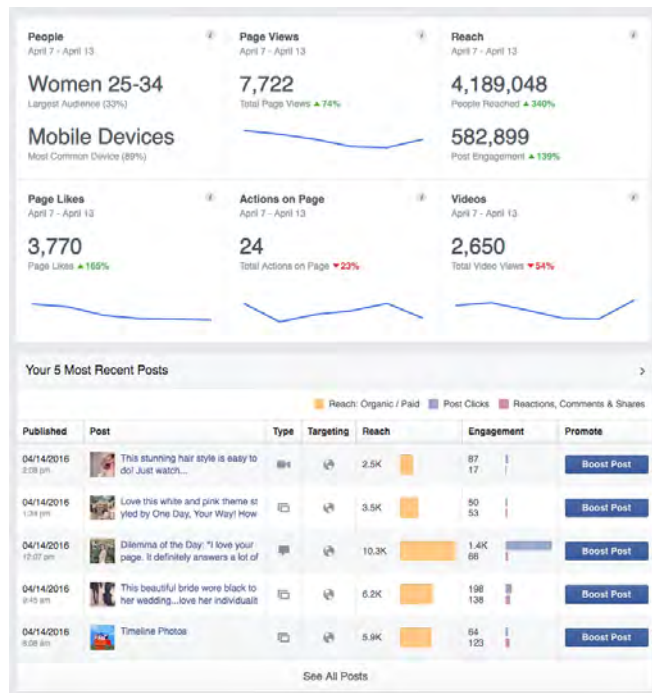 People
April 7 - April 13
Women 25-34
Largest Audience (33%)
Mobile Devices
Most Common Device (89%)
Page Views
April 7 - April 13
7,722
Total Page Views ▲74%
Reach
April 7 - April 13
4,189,048
People Reached ▲340%
582,899
Post Engagement ▲139%
Page Likes
April 7 - April 13
3,770
Page Likes ▲165%
Actions on Page
April 7 - April 13
24
Total Actions on Page ▼23%
Videos
April 7 - April 13
2,650
Total Video Views ▼54%
Your 5 Most Recent Posts
Reach: Organic / Paid Post Clicks Reactions, Comments & Shares
Published Post Type Targeting Reach Engagement Promote
04/14/2016
2:08 pm
This stunning hair style is easy to
do! Just watch...
2.5K
87
17
Boost Post
04/14/2016
1:34 pm
Love this white and pink theme st
yled by One Day, Your Way! How
3.5K
50
53
Boost Post
04/14/2016
12:07 pm
Dilemma of the Day: "I love your
page. It definitely answers a lot of
10.3K
1.4K
66
Boost Post
04/14/2016
9:45 am
This beautiful bride wore black to
her wedding...love her individualit
6.2K
198
138
Boost Post
04/14/2016
am
Timeline Photos
5.9K
64
123
Boost Post
See All Posts